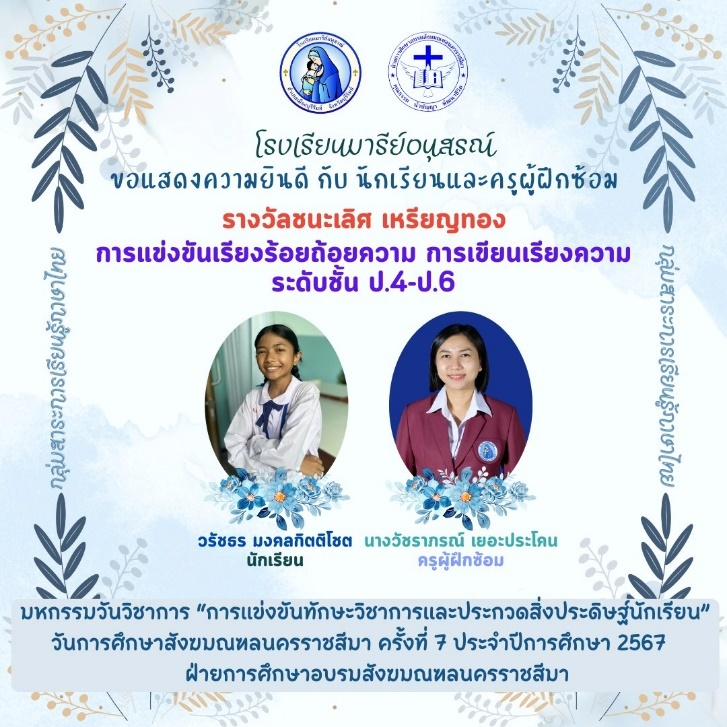 โรงเรียนมารีย์อนุสรณ์
ขอแสดงความยินดี กับ นักเรียนและครูผู้ฝึกซ้อม
รางวัลชนะเลิศ เหรียญทอง
การแข่งขันเรียงร้อยถ้อยความ การเขียนเรียงความ
ระดับชั้น ป.4-ป.6
กลุ่มสาระการเรียนรู้ภาษาไทย
กลุ่มสาระการเรียนรู้ภาษาไทย
วรัชธร มงคลกิตติโชต
นักเรียน
นางวัชราภรณ์ เยอะประโคน
ครูผู้ฝึกซ้อม
มหกรรมวันวิชาการ “การแข่งขันทักษะวิชาการและประกวดสิ่งประดิษฐ์นักเรียน”
วันการศึกษาสังฆมณฑลนครราชสีมา ครั้งที่ 7 ประจำปีการศึกษา 2567
ฝ่ายการศึกษาอบรมสังฆมณฑลนครราชสีมา